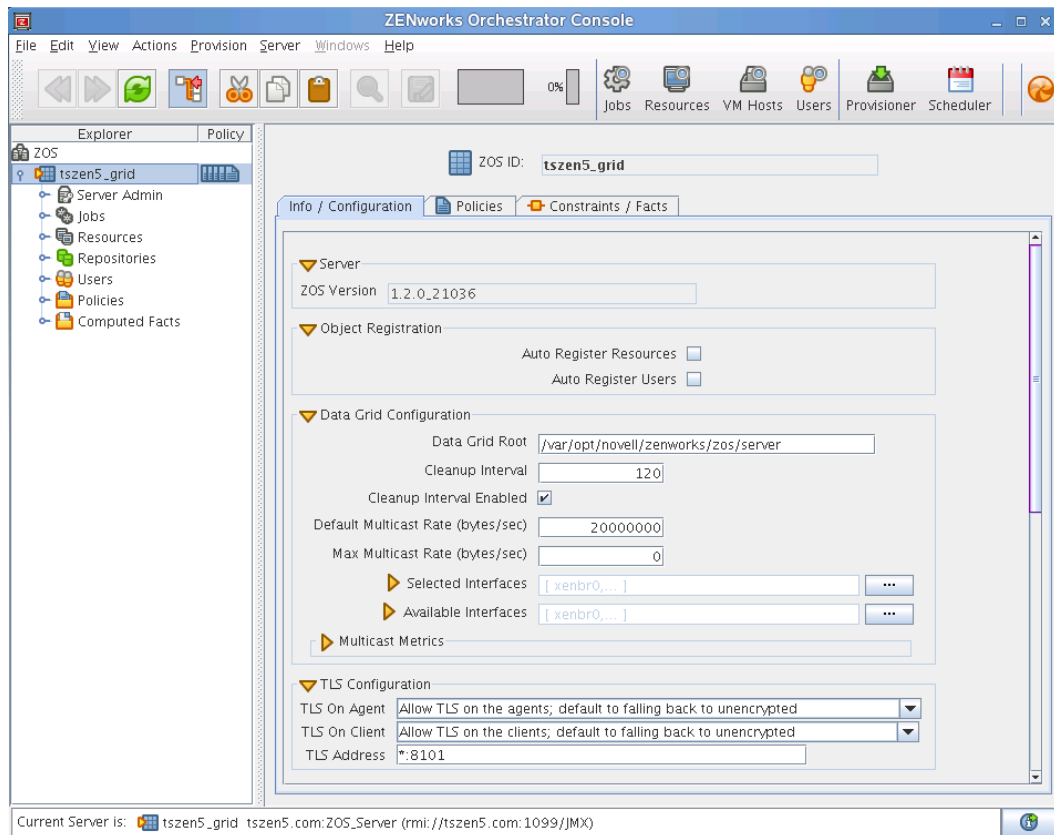 ZENworks Orchestrator Console
File Edit View Actions Provision Server Windows Help
0%
Jobs Resources VM Hosts Users Provisioner Scheduler
Explorer Policy
ZOS
tszen5_grid
Server Admin
Jobs
Resources
Repositories
Users
Policies
Computed Facts
ZOS ID: tszen5_grid
Info / Configuration Policies Constraints / Facts
Server
ZOS Version 1.2.0_21036
Object Registration
Auto Register Resources
Auto Register Users
Data Grid Configuration
Data Grid Root /var/opt/novell/zenworks/zos/server
Cleanup Interval 120
Cleanup Interval Enabled
Default Multicast Rate (bytes/sec) 20000000
Max Multicast Rate (bytes/sec) 0
Selected Interfaces [ xenbr0,... ] ...
Available Interfaces [ xenbr0,... ] ...
Multicast Metrics
TLS Configuration
TLS On Agent Allow TLS on the agents; default to falling back to unencrypted
TLS On Client Allow TLS on the clients; default to falling back to unencrypted
TLS Address *:8101
Current Server is: tszen5_grid tszen5.com:ZOS_Server (rmi://tszen5.com:1099/JMX)